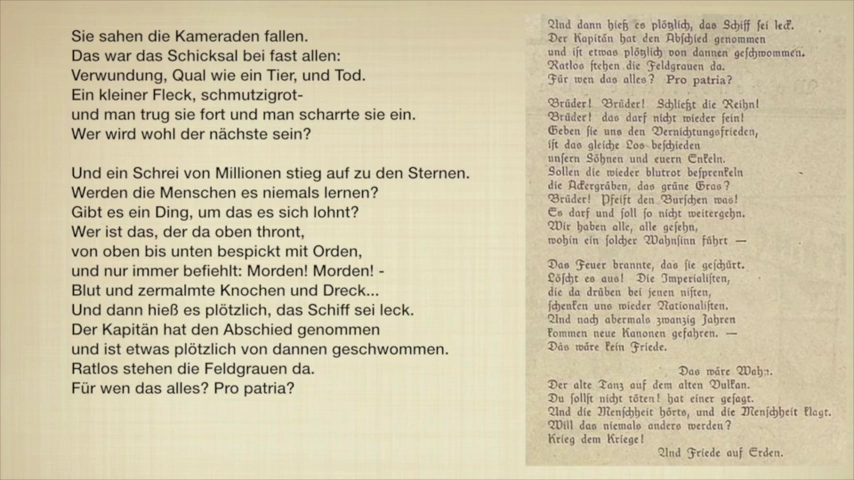 Sie sahen die Kameraden fallen.
Das war das Schicksal bei fast allen:
Verwundung, Qual wie ein Tier, und Tod.
Ein kleiner Fleck, schmutzigrot-
und man trug sie fort und man scharrte sie ein.
Wer wird wohl der nächste sein?

Und ein Schrei von Millionen stieg auf zu den Sternen.
Werden die Menschen es niemals lernen?
Gibt es ein Ding, um das es sich lohnt?
Wer ist das, der da oben thront,
von oben bis unten bespickt mit Orden,
und nur immer befiehlt: Morden! Morden! -
Blut und zermalmte Knochen und Dreck...
Und dann hieß es plötzlich, das Schiff sei leck.
Der Kapitän hat den Abschied genommen
und ist etwas plötzlich von dannen geschwommen.
Ratlos stehen die Feldgrauen da.
Für wen das alles? Pro patria?

Und dann hieß es plötzlich, das Schiff sei leck.
Der Kapitän hat den Abschied genommen
und ist etwas plötzlich von dannen geschwommen.
Ratlos stehen die Feldgrauen da.
Für wen das alles? Pro patria?

Brüder! Brüder! Schließt die Reihn!
Brüder! das darf nicht wieder sein!
Geben sie uns den Vernichtungsfrieden,
ist das gleiche Los beschieden
unsern Söhnen und euern Enkeln.
Sollen die wieder blutrot besprenkeln
die Ackergräben, das grüne Gras?
Brüder! Pfeift den Burschen was!
Es darf und soll so nicht weitergehn.
Wir haben alle, alle gesehn,
wohin ein solcher Wahnsinn führt —

Das Feuer brannte, das sie geschürt.
Löscht es aus! Die Imperialisten,
die da drüben bei jenen nisten,
schenken uns wieder Nationalisten.
Und nach abermals zwanzig Jahren
kommen neue Kanonen gefahren. —
Das wäre kein Friede.

Das wäre Wahn.
Der alte Tanz auf dem alten Vulkan.
Du sollst nicht töten! hat einer gesagt.
Und die Menschheit hörts, und die Menschheit klagt.
Will das niemals anders werden?
Krieg dem Kriege!
Und Friede auf Erden.